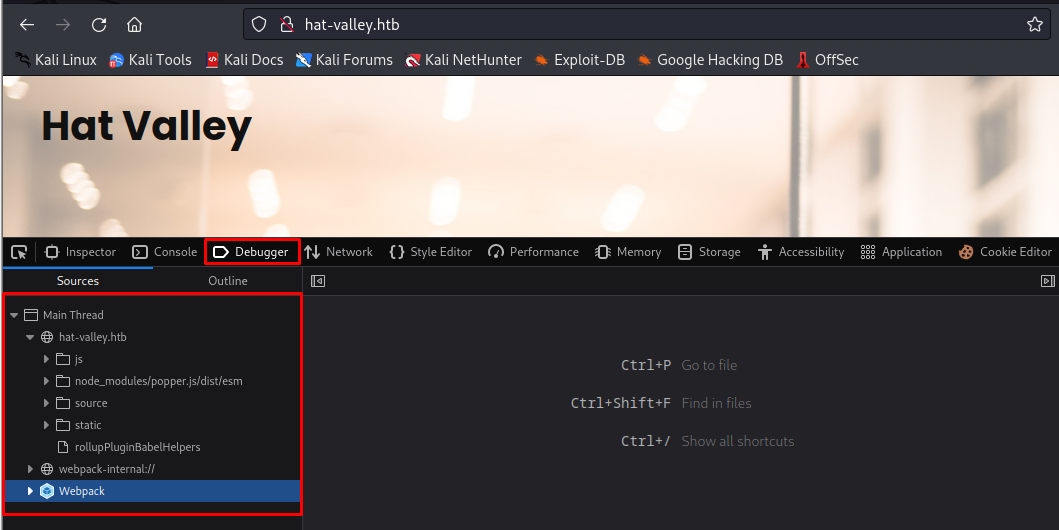 hat-valley.htb
Kali Linux Kali Tools Kali Docs Kali Forums Kali NetHunter Exploit-DB Google Hacking DB OffSec
Hat Valley
Inspector Console Debugger Network Style Editor Performance Memory Storage Accessibility Application Cookie Editor
Sources Outline
Main Thread
hat-valley.htb
js
node_modules/popper.js/dist/esm
source
static
rollupPluginBabelHelpers
webpack-internal://
Webpack
Ctrl+P Go to file
Ctrl+Shift+F Find in files
Ctrl+/ Show all shortcuts